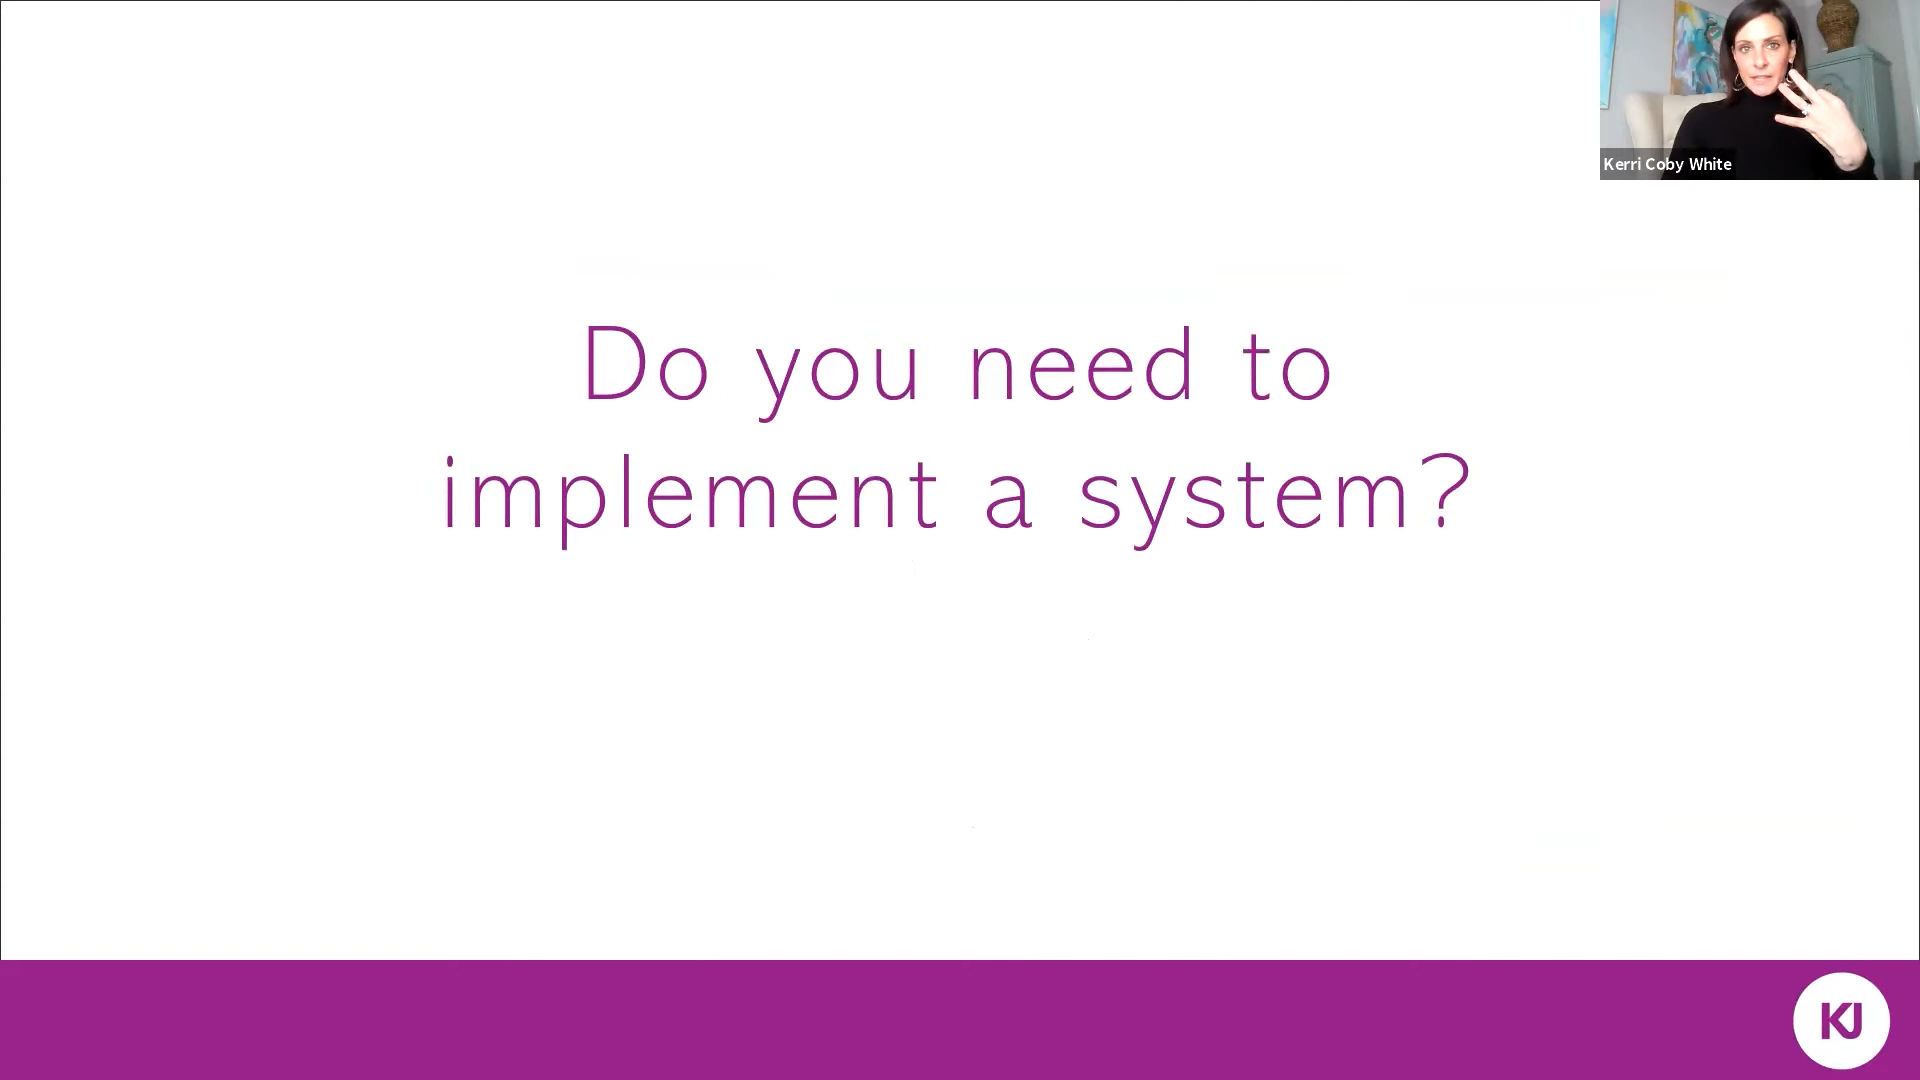 Kerri Coby White
Do you need to
implement a system?
KJ